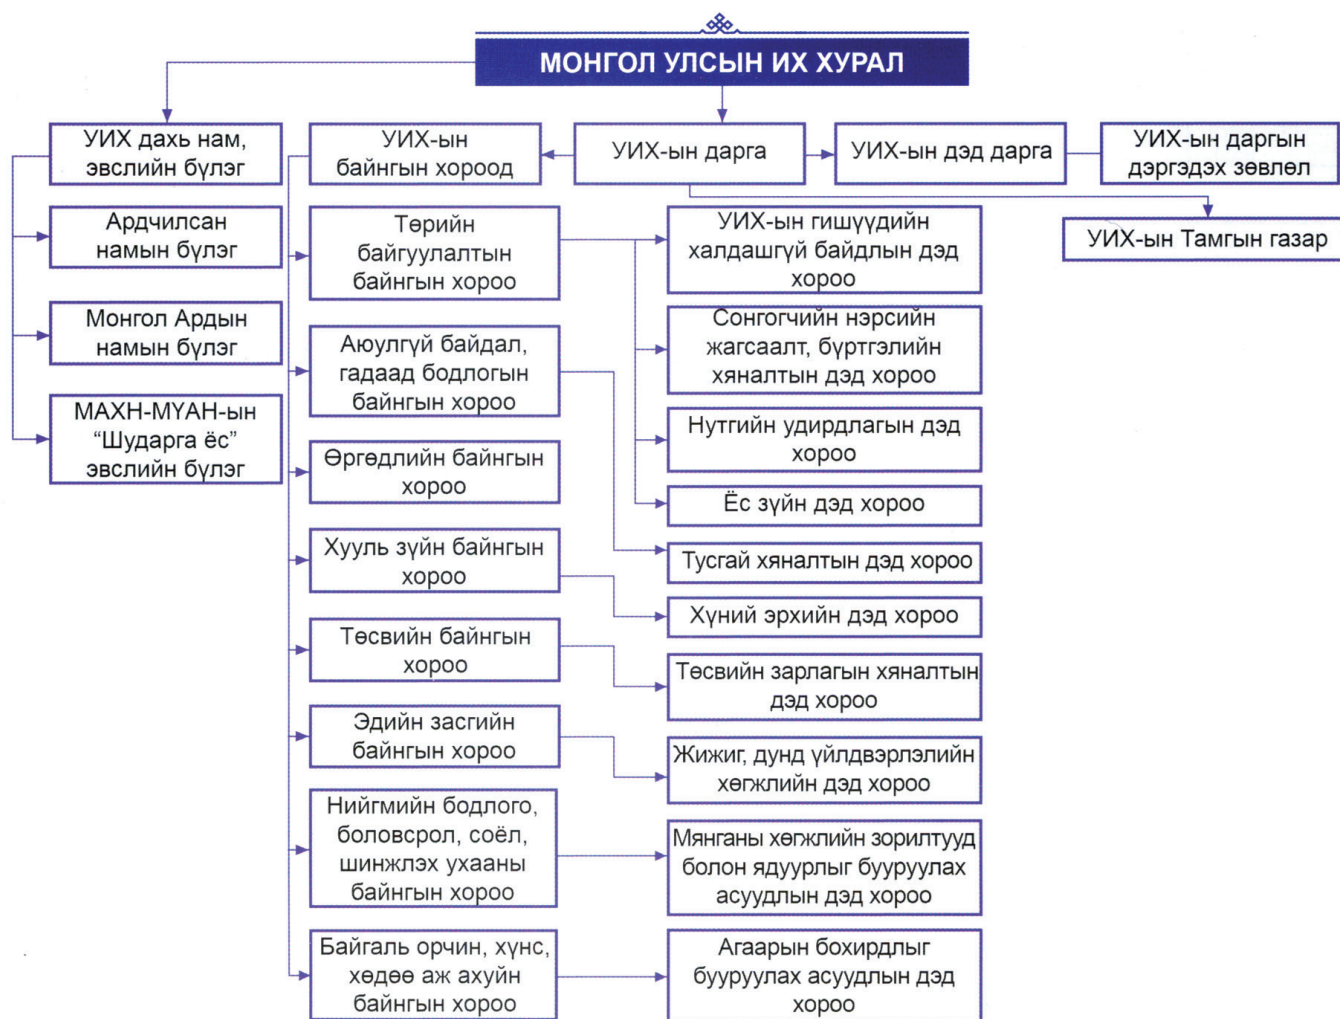 МОНГОЛ УЛСЫН ИХ ХУРАЛ
УИХ дахь нам,
эвслийн бүлэг
УИХ-ын
байнгын хороод
УИХ-ын дарга
УИХ-ын дэд дарга
УИХ-ын даргын
дэргэдэх зөвлөл
УИХ-ын Тамгын газар
Ардчилсан
намын бүлэг
Монгол Ардын
намын бүлэг
МАХН-МҮАН-ын
“Шударга ёс”
эвслийн бүлэг
Төрийн
байгуулалтын
байнгын хороо
Аюулгүй байдал,
гадаад бодлогын
байнгын хороо
Өргөдлийн байнгын
хороо
Хууль зүйн байнгын
хороо
Төсвийн байнгын
хороо
Эдийн засгийн
байнгын хороо
Нийгмийн бодлого,
боловсрол, соёл,
шинжлэх ухааны
байнгын хороо
Байгаль орчин, хүнс,
хөдөө аж ахуйн
байнгын хороо
УИХ-ын гишүүдийн
халдашгүй байдлын дэд
хороо
Сонгогчийн нэрсийн
жагсаалт, бүртгэлийн
хяналтын дэд хороо
Нутгийн удирдлагын дэд
хороо
Ёс зүйн дэд хороо
Тусгай хяналтын дэд хороо
Хүний эрхийн дэд хороо
Төсвийн зарлагын хяналтын
дэд хороо
Жижиг, дунд үйлдвэрлэлийн
хөгжлийн дэд хороо
Мянганы хөгжлийн зорилтууд
болон ядуурлыг бууруулах
асуудлын дэд хороо
Агаарын бохирдлыг
бууруулах асуудлын дэд
хороо